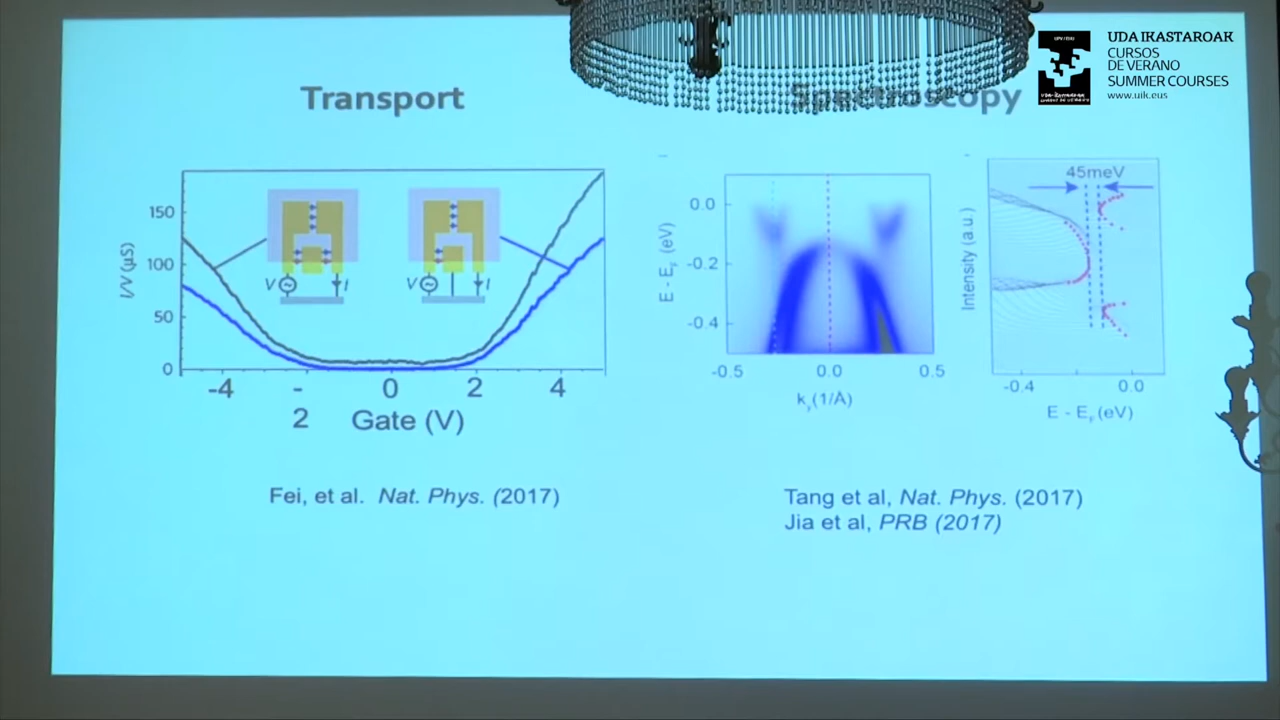 UDA IKASTAROAK
CURSOS
DE VERANO
SUMMER COURSES
www.uik.eus
Transport
Spectroscopy
I/V (µS)
150
100
50
0
-4
-
2
0
2
4
Gate (V)
V
I
V
I
Fei, et al. Nat. Phys. (2017)
E - E_F (eV)
0.0
-0.2
-0.4
-0.5
0.0
0.5
k_y(1/Å)
Intensity (a.u.)
45meV
-0.4
0.0
E - E_F (eV)
Tang et al, Nat. Phys. (2017)
Jia et al, PRB (2017)